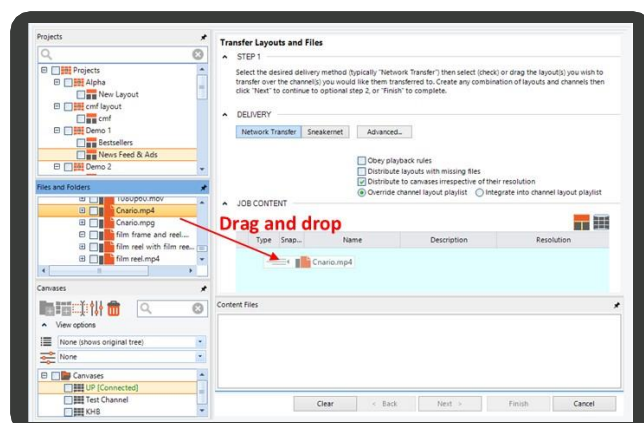 Projects
Projects
Alpha
New Layout
cmf layout
cmf
Demo 1
Bestsellers
News Feed & Ads
Demo 2
Files and Folders
1080p60.mov
Cnario.mp4
Cnario.mpg
film frame and reel....
film reel with film ree...
film reel.mp4
Canvases
View options
None (shows original tree)
None
Canvases
UP [Connected]
Test Channel
KHB
Transfer Layouts and Files
STEP 1
Select the desired delivery method (typically "Network Transfer") then select (check) or drag the layout(s) you wish to
transfer over the channel(s) you would like them transferred to. Create any combination of layouts and channels then
click "Next" to continue to optional step 2, or "Finish" to complete.
DELIVERY
Network Transfer Sneakernet Advanced...
Obey playback rules
Distribute layouts with missing files
Distribute to canvases irrespective of their resolution
Override channel layout playlist Integrate into channel layout playlist
JOB CONTENT
Drag and drop
Type Snap... Name Description Resolution
Cnario.mp4
Content Files
Clear < Back Next > Finish Cancel